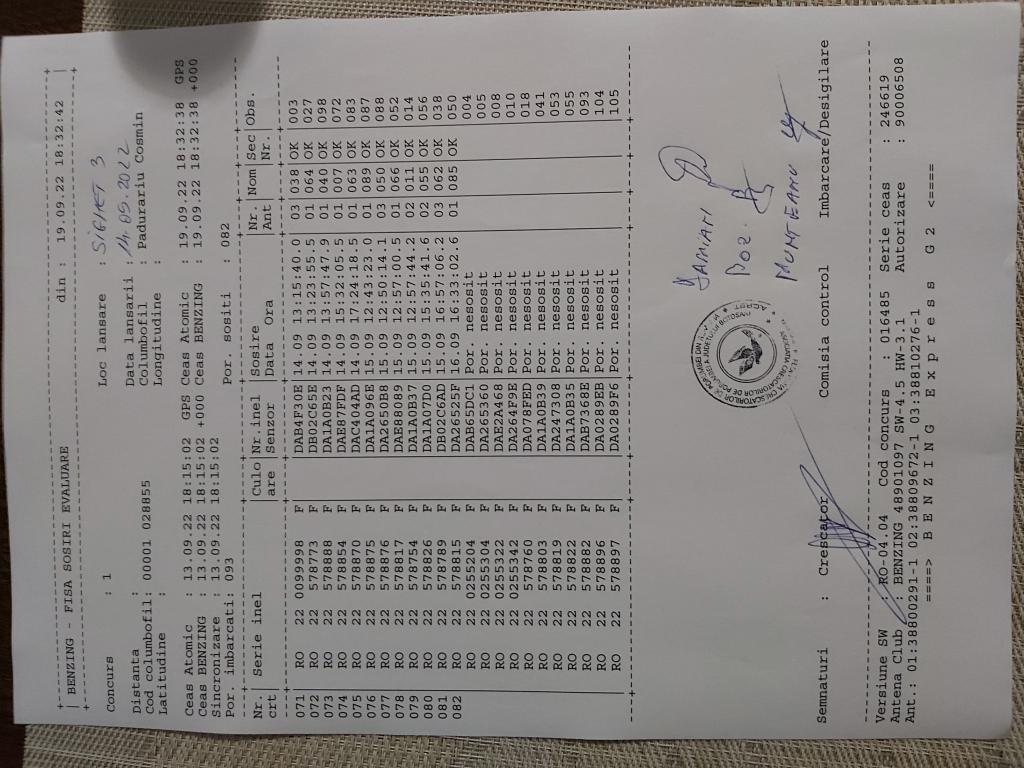 BENZING - FISA SOSIRI EVALUARE din : 19.09.22 18:32:42
Concurs : 1 Loc lansare : SIGHET 3
Distanta : Data lansarii : 14.09.2022
Cod columbofil: 00001 028855 Columbofil : Padurariu Cosmin
Latitudine : Longitudine :
Ceas Atomic : 13.09.22 18:15:02 GPS Ceas Atomic : 19.09.22 18:32:38 GPS
Ceas BENZING : 13.09.22 18:15:02 +000 Ceas BENZING : 19.09.22 18:32:38 +000
Sincronizare : 13.09.22 18:15:02
Por. imbarcati: 093 Por. sositi : 082
Nr. Serie inel Culo Nr.inel Sosire Nr. Nom Sec Obs.
crt are Senzor Data Ora Ant Nr.
071 RO 22 0099998 F DAB4F30E 14.09 13:15:40.0 03 038 OK 003
072 RO 22 578773 F DB02C65E 14.09 13:23:55.5 01 064 OK 027
073 RO 22 578888 F DA1A0B23 14.09 13:57:47.9 01 040 OK 098
074 RO 22 578854 F DAE87FDF 14.09 15:32:05.5 01 007 OK 072
075 RO 22 578870 F DAC404AD 14.09 17:24:18.5 01 063 OK 083
076 RO 22 578875 F DA1A096E 15.09 12:43:23.0 01 089 OK 087
077 RO 22 578876 F DA2650B8 15.09 12:50:14.1 03 050 OK 088
078 RO 22 578817 F DAE88089 15.09 12:57:00.5 01 066 OK 052
079 RO 22 578754 F DA1A0B37 15.09 12:57:44.2 02 011 OK 014
080 RO 22 578826 F DA1A07D0 15.09 15:35:41.6 02 055 OK 056
081 RO 22 578789 F DB02C6AD 15.09 16:57:06.2 03 062 OK 038
082 RO 22 578815 F DA26525F 16.09 16:33:02.6 01 085 OK 050
RO 22 0255204 F DAB65DC1 Por. nesosit 004
RO 22 0255304 F DA265360 Por. nesosit 005
RO 22 0255322 F DAE2A468 Por. nesosit 008
RO 22 0255342 F DA264F9E Por. nesosit 010
RO 22 578760 F DA078FED Por. nesosit 018
RO 22 578803 F DA1A0B39 Por. nesosit 041
RO 22 578819 F DA247308 Por. nesosit 053
RO 22 578822 F DA1A0B35 Por. nesosit 055
RO 22 578882 F DAB7368E Por. nesosit 093
RO 22 578896 F DA0289EB Por. nesosit 104
RO 22 578897 F DA0289F6 Por. nesosit 105
MUNTEANU
Semnaturi : Crescator Comisia control Imbarcare/Desigilare
Versiune SW : RO-04.04 Cod concurs : 016485 Serie ceas : 246619
Antena Club : BENZING 48901097 SW-4.5 HW-3.1 Autorizare : 90006508
Ant.: 01:38800291-1 02:38809672-1 03:38810276-1
====> B E N Z I N G E x p r e s s G 2 <====